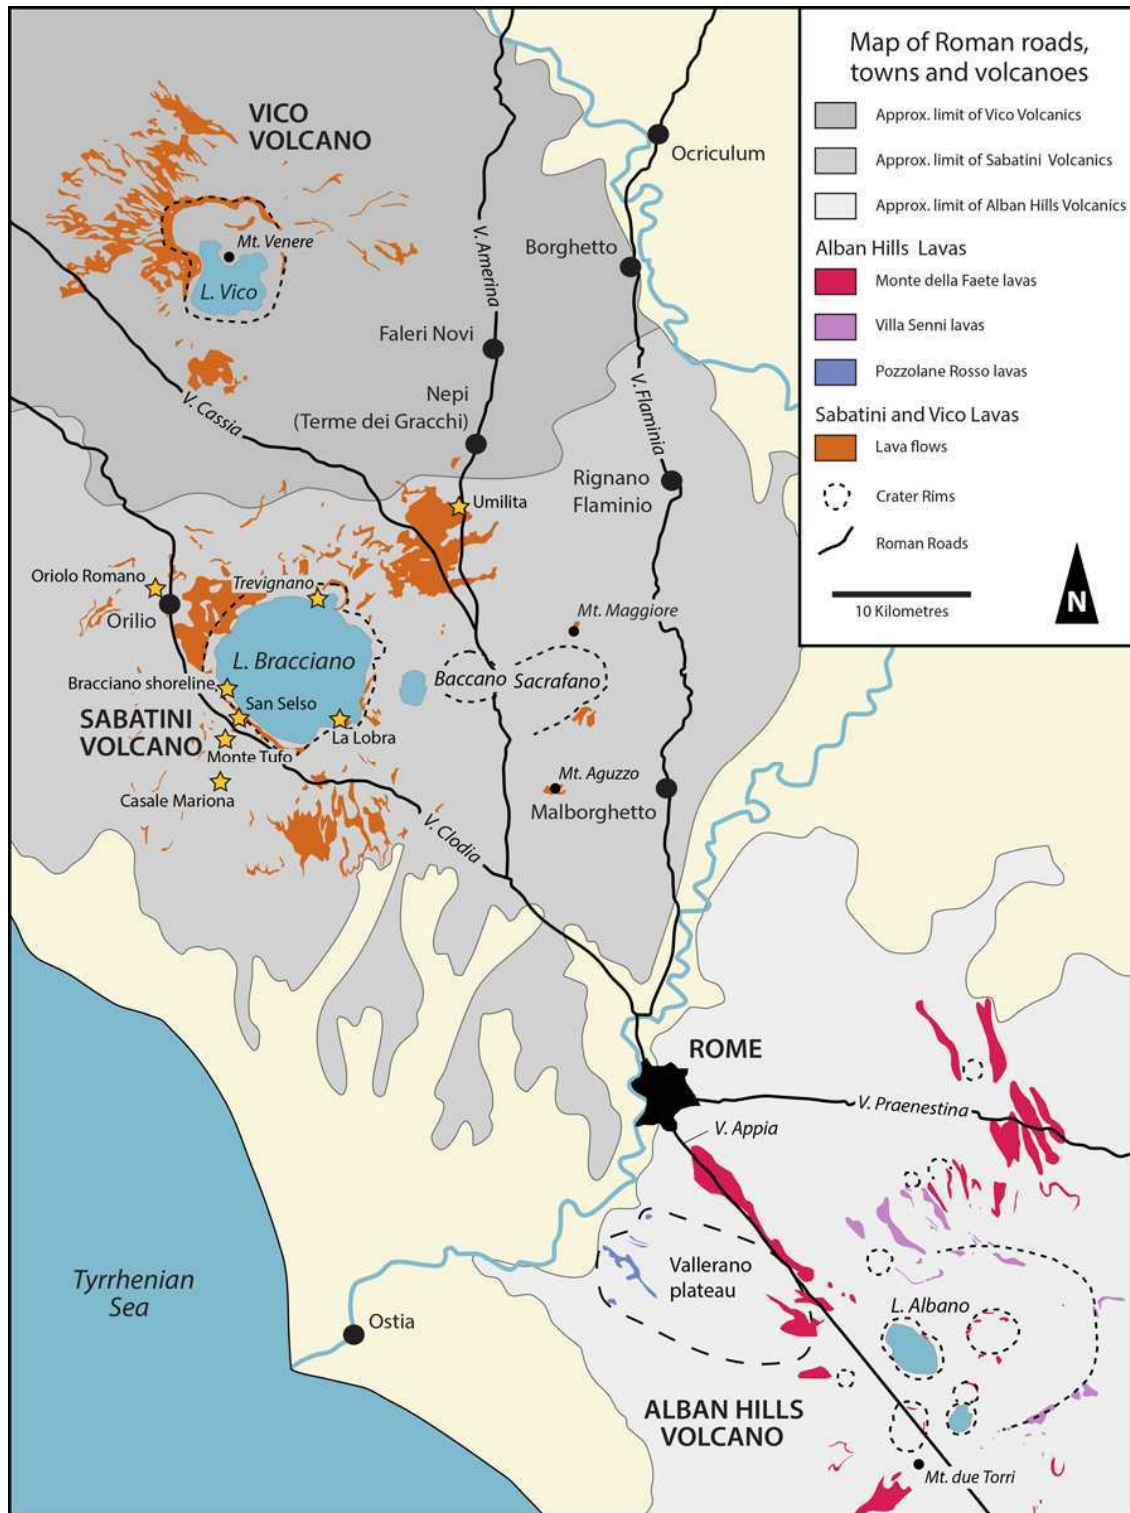 Map of Roman roads,
towns and volcanoes
Approx. limit of Vico Volcanics
Approx. limit of Sabatini Volcanics
Approx. limit of Alban Hills Volcanics
Alban Hills Lavas
Monte della Faete lavas
Villa Senni lavas
Pozzolane Rosso lavas
Sabatini and Vico Lavas
Lava flows
Crater Rims
Roman Roads
10 Kilometres
N
VICO
VOLCANO
Ocriculum
Mt. Venere
V. Amerina
Borghetto
L. Vico
Faleri Novi
V. Cassia
Nepi
(Terme dei Gracchi)
V. Flaminia
Rignano
Flaminio
Umilita
Oriolo Romano
Trevignano
Orilio
Mt. Maggiore
L. Bracciano
Bracciano shoreline
Baccano
Sacrafano
San Selso
SABATINI
VOLCANO
La Lobra
Monte Tufo
Mt. Aguzzo
Casale Mariona
Malborghetto
V. Clodia
ROME
V. Praenestina
V. Appia
Vallerano
plateau
Tyrrhenian
Sea
L. Albano
Ostia
ALBAN HILLS
VOLCANO
Mt. due Torri